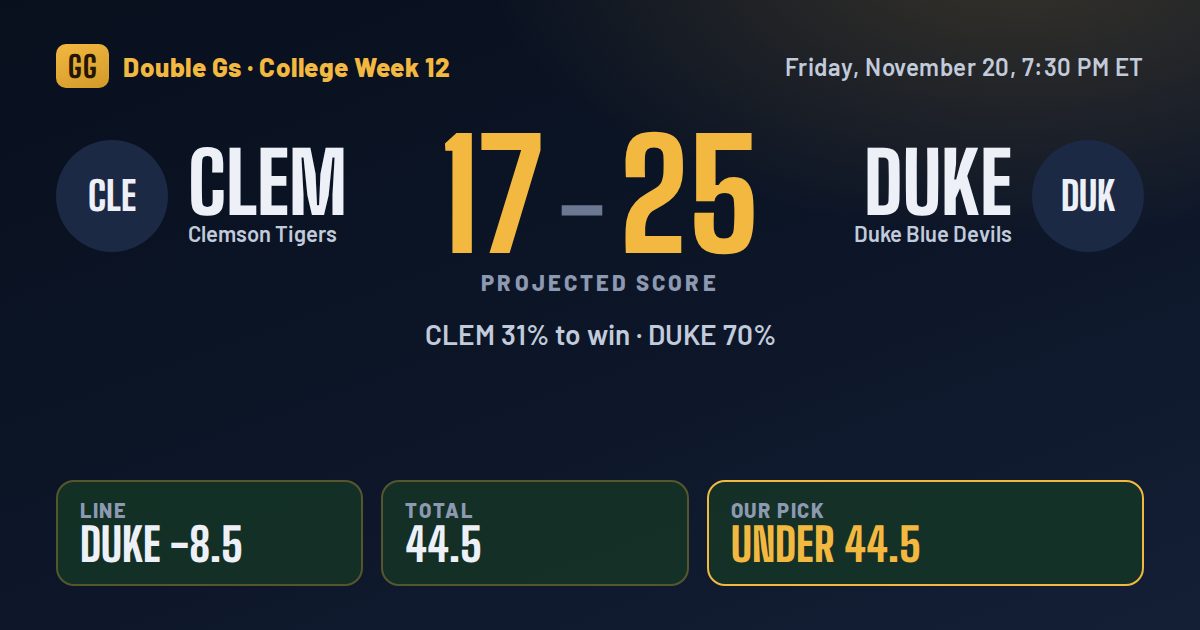 GG Double Gs · College Week 12
Friday, November 20, 7:30 PM ET
CLE CLEM
Clemson Tigers
17 – 25
PROJECTED SCORE
CLEM 31% to win · DUKE 70%
DUKE DUK
Duke Blue Devils
LINE
DUKE −8.5
TOTAL
44.5
OUR PICK
UNDER 44.5